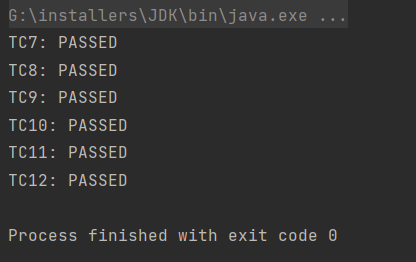 G:\installers\JDK\bin\java.exe ...
TC7: PASSED
TC8: PASSED
TC9: PASSED
TC10: PASSED
TC11: PASSED
TC12: PASSED
Process finished with exit code 0